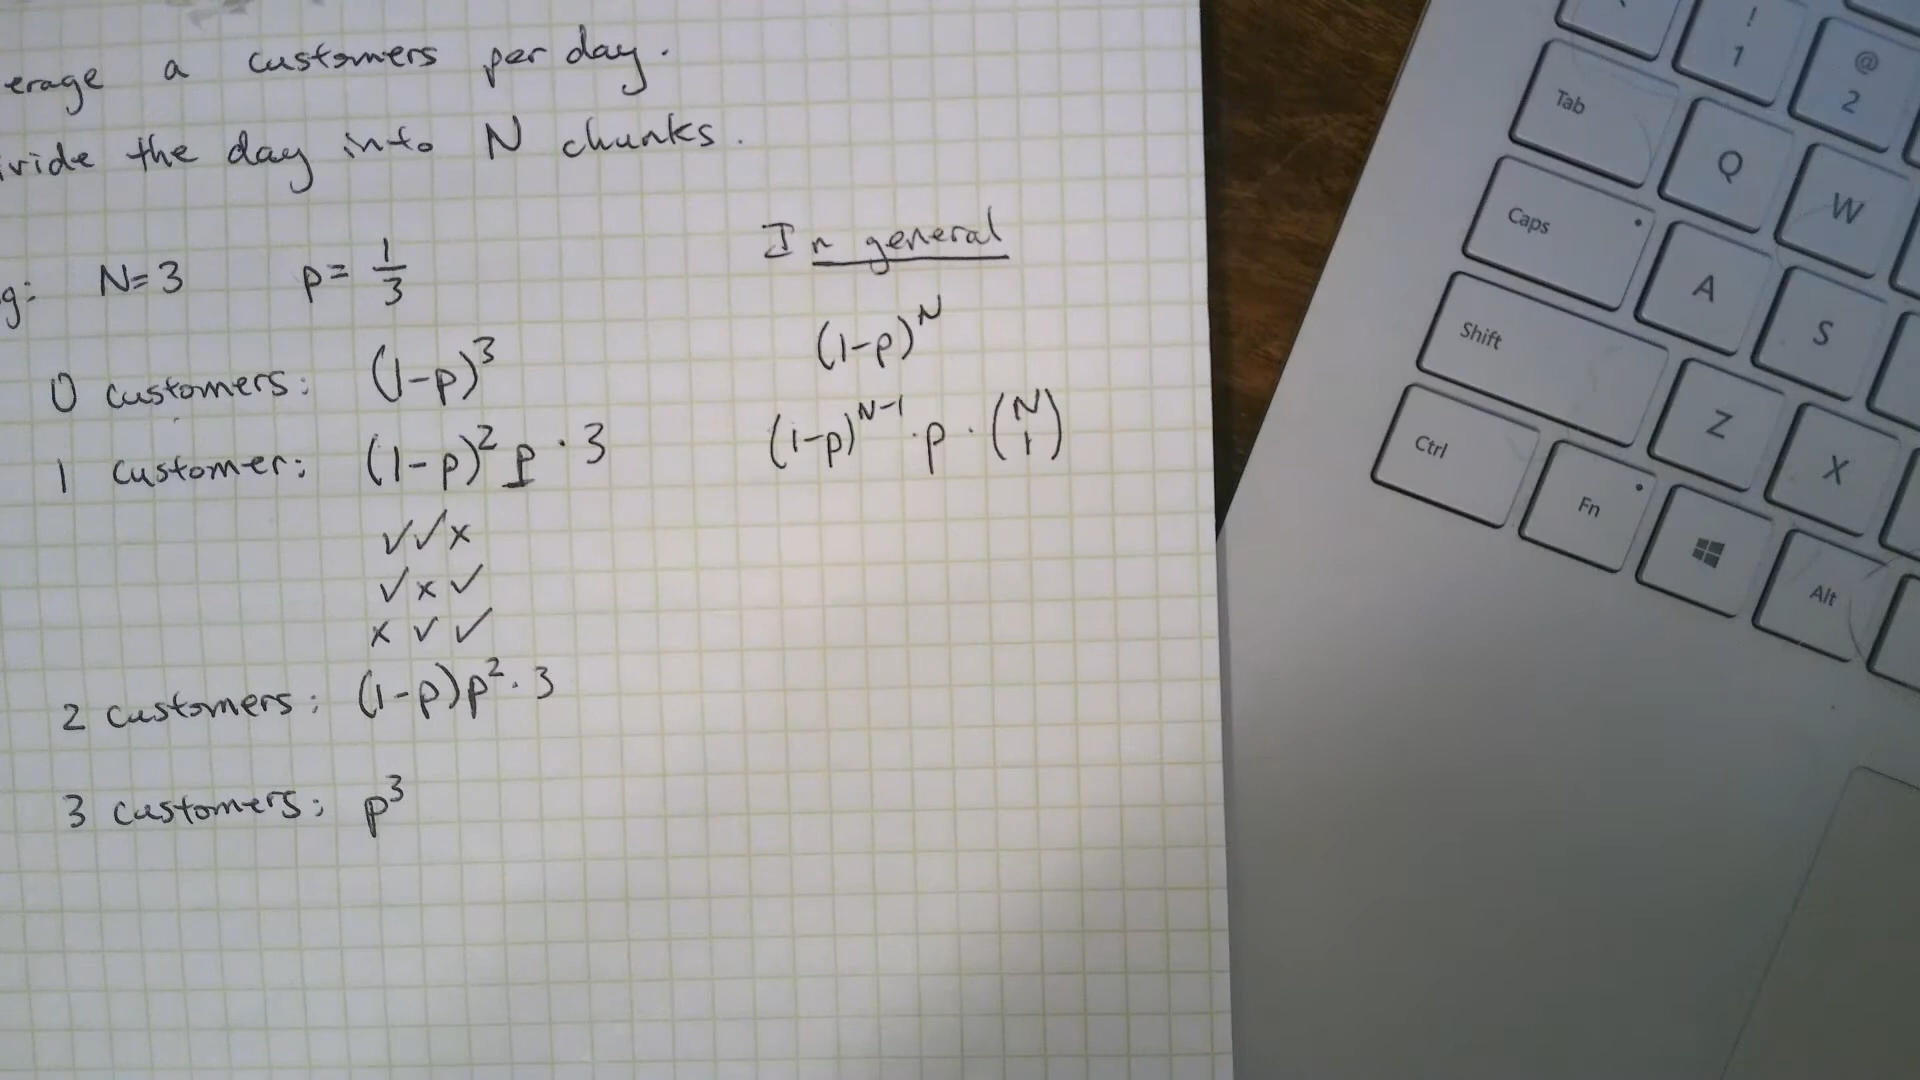 erage a customers per day.
ivide the day into N chunks.
In general
g: N=3 p= 1/3
(1-p)^N
0 customers: (1-p)^3
(1-p)^N-1 · p · (N 1)
1 customer: (1-p)^2 p · 3
✓✓x
✓x✓
x✓✓
2 customers: (1-p)p^2 · 3
3 customers: p^3
! 1
@ 2
Tab
Q
W
Caps
A
S
Shift
Z
X
Ctrl
Fn
Alt